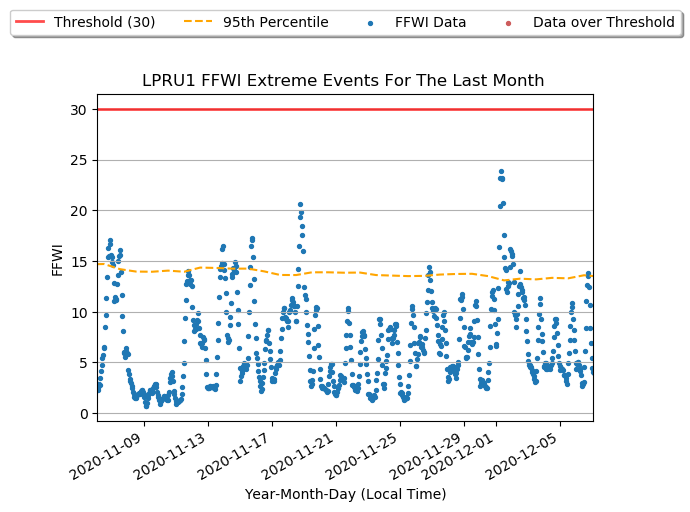 Threshold (30) 95th Percentile FFWI Data Data over Threshold
LPRU1 FFWI Extreme Events For The Last Month
30
25
20
15
10
5
0
FFWI
2020-11-09 2020-11-13 2020-11-17 2020-11-21 2020-11-25 2020-11-29 2020-12-01 2020-12-05
Year-Month-Day (Local Time)